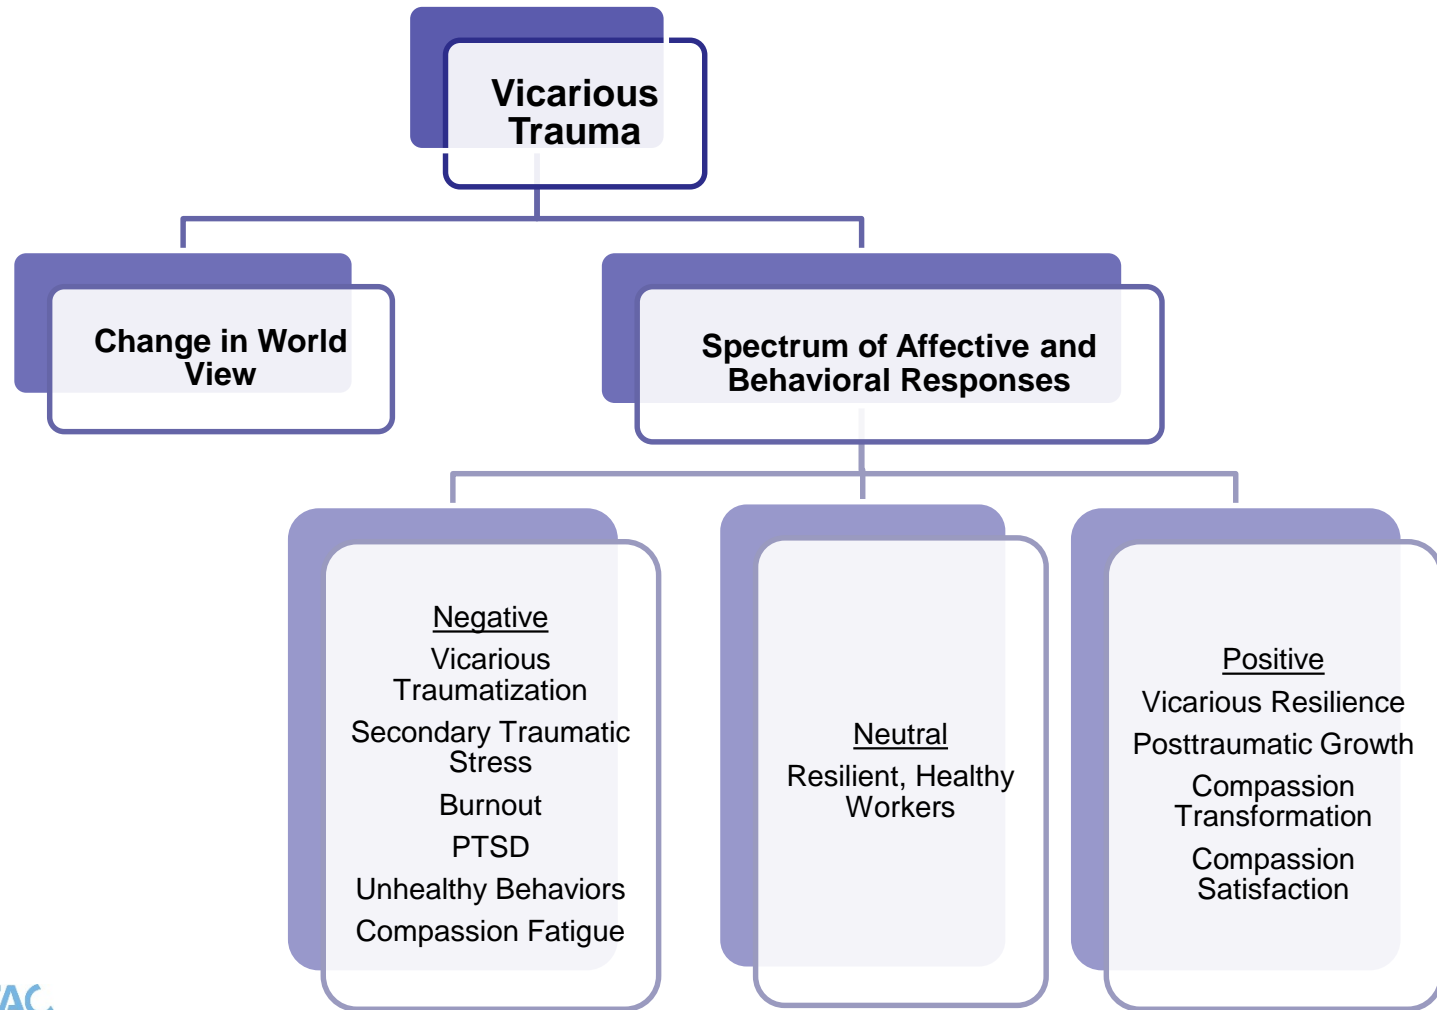 Vicarious
Trauma
Change in World
View
Spectrum of Affective and
Behavioral Responses
Negative
Vicarious
Traumatization
Secondary Traumatic
Stress
Burnout
PTSD
Unhealthy Behaviors
Compassion Fatigue
Neutral
Resilient, Healthy
Workers
Positive
Vicarious Resilience
Posttraumatic Growth
Compassion
Transformation
Compassion
Satisfaction